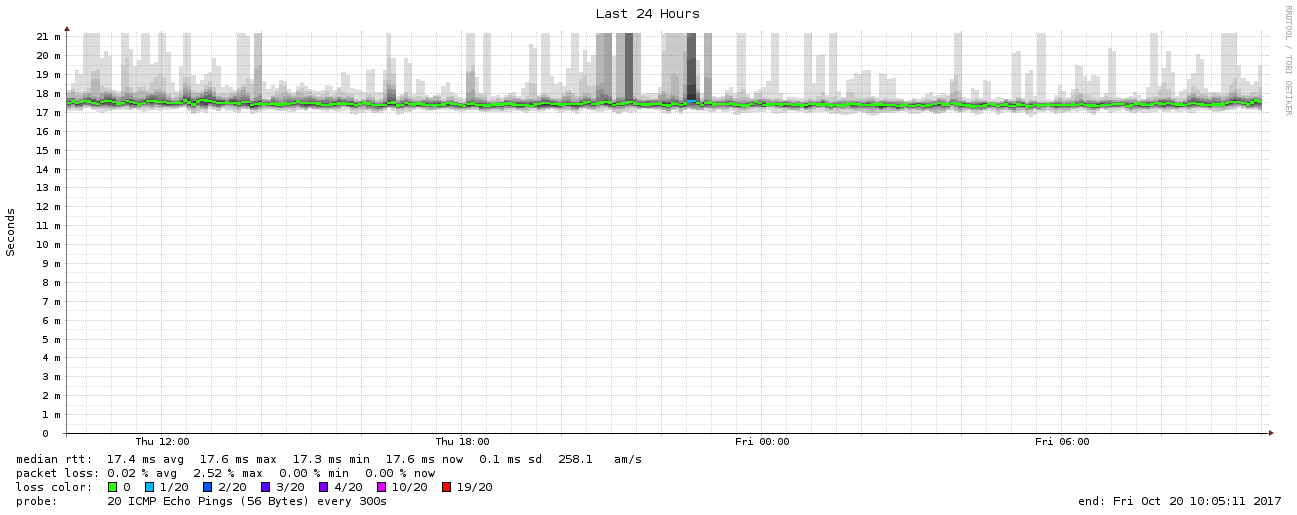 Last 24 Hours
RRDTOOL / TOBI OETIKER
Seconds
21 m
20 m
19 m
18 m
17 m
16 m
15 m
14 m
13 m
12 m
11 m
10 m
9 m
8 m
7 m
6 m
5 m
4 m
3 m
2 m
1 m
0
Thu 12:00 Thu 18:00 Fri 00:00 Fri 06:00
median rtt: 17.4 ms avg 17.6 ms max 17.3 ms min 17.6 ms now 0.1 ms sd 258.1 am/s
packet loss: 0.02 % avg 2.52 % max 0.00 % min 0.00 % now
loss color: 0 1/20 2/20 3/20 4/20 10/20 19/20
probe: 20 ICMP Echo Pings (56 Bytes) every 300s end: Fri Oct 20 10:05:11 2017